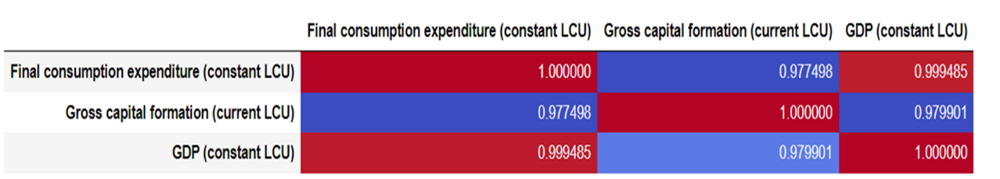 Final consumption expenditure (constant LCU) Gross capital formation (current LCU) GDP (constant LCU)
Final consumption expenditure (constant LCU) 1.000000 0.977498 0.999485
Gross capital formation (current LCU) 0.977498 1.000000 0.979901
GDP (constant LCU) 0.999485 0.979901 1.000000